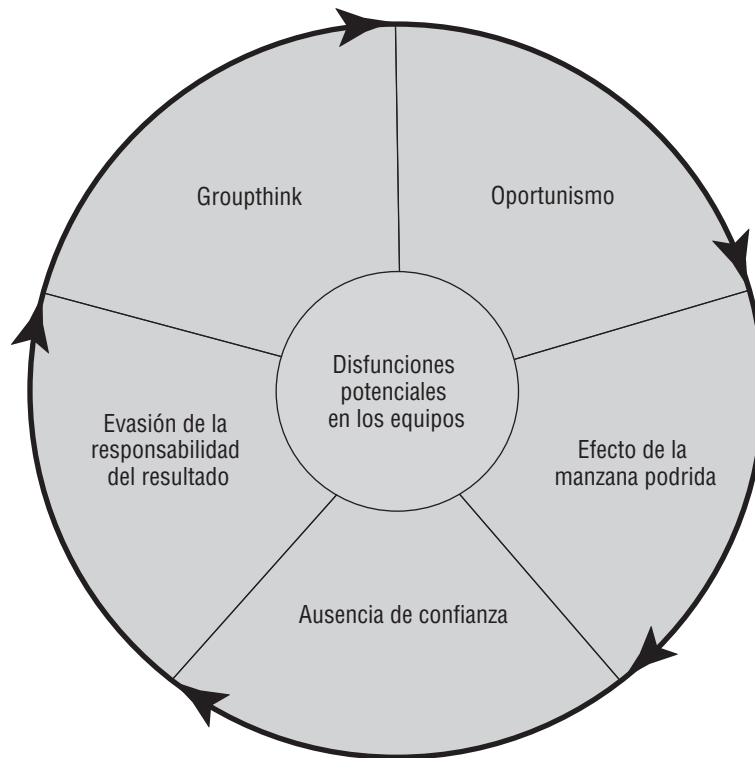 Groupthink
Oportunismo
Disfunciones
potenciales
en los equipos
Evasión de la
responsabilidad
del resultado
Efecto de la
manzana podrida
Ausencia de confianza